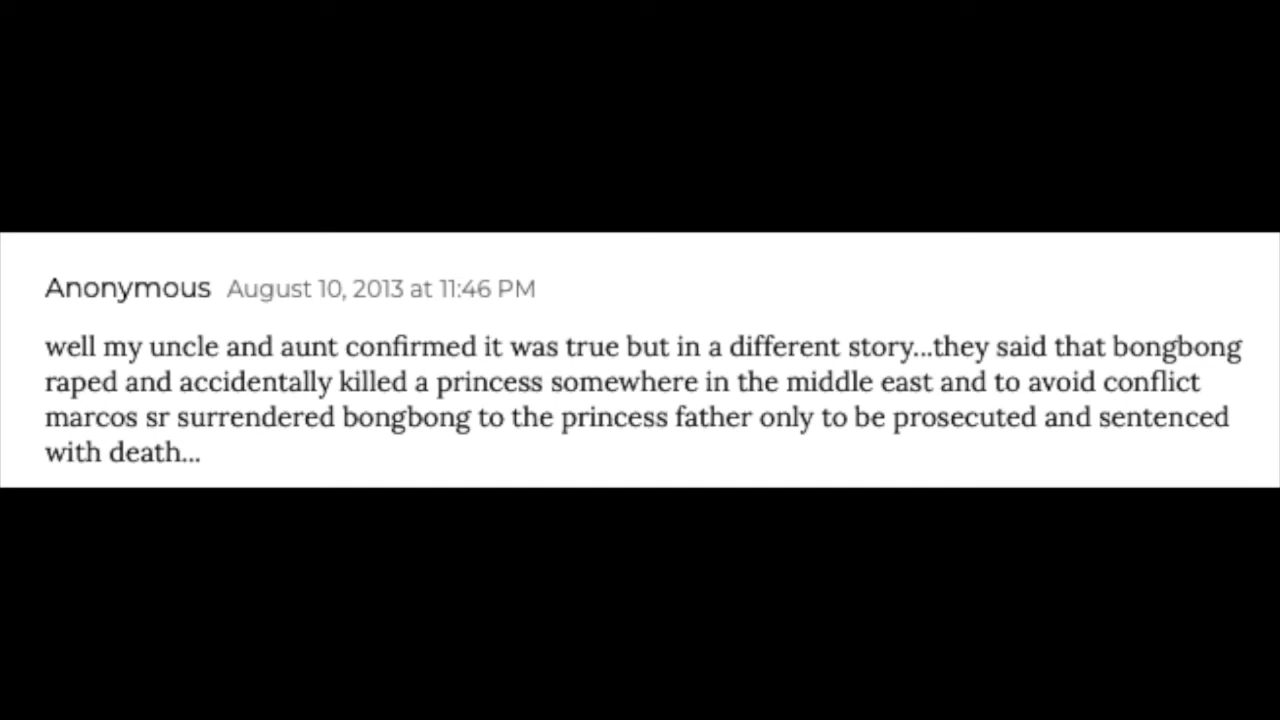 Anonymous August 10, 2013 at 11:46 PM
well my uncle and aunt confirmed it was true but in a different story...they said that bongbong
raped and accidentally killed a princess somewhere in the middle east and to avoid conflict
marcos sr surrendered bongbong to the princess father only to be prosecuted and sentenced
with death...